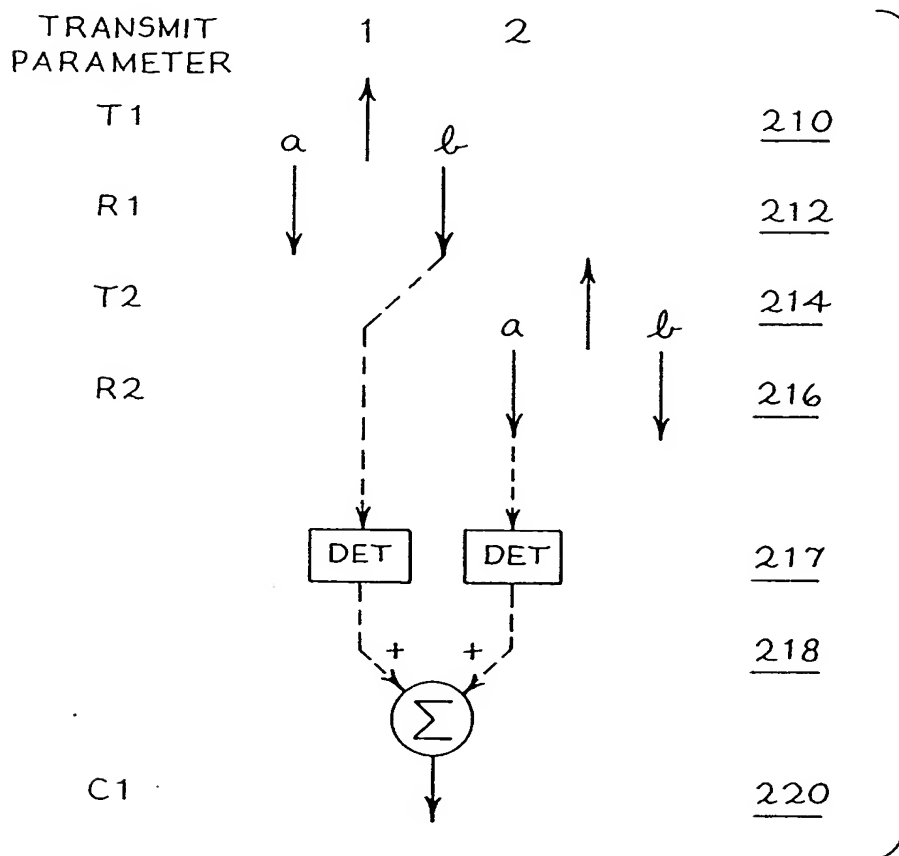 TRANSMIT 1 2
PARAMETER
T1 210
a b
R1 212
T2 214
a b
R2 216
DET DET 217
+ + 218
Σ
C1 220